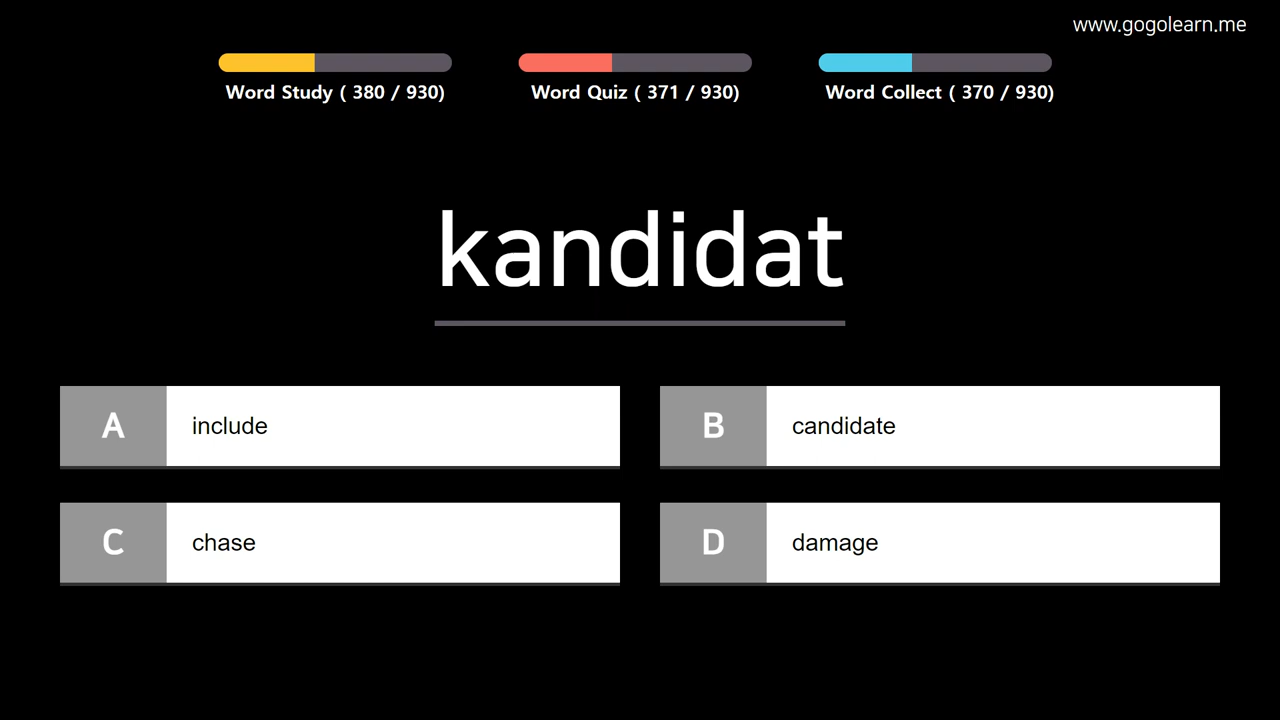 www.gogolearn.me
Word Study ( 380 / 930)
Word Quiz ( 371 / 930)
Word Collect ( 370 / 930)
kandidat
A include
B candidate
C chase
D damage